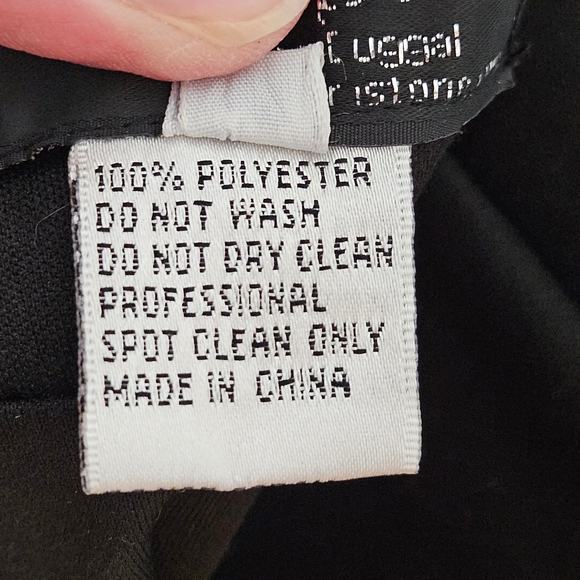 100% POLYESTER
DO NOT WASH
DO NOT DRY CLEAN
PROFESSIONAL
SPOT CLEAN ONLY
MADE IN CHINA